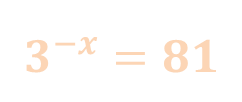 3⁻ˣ = 81